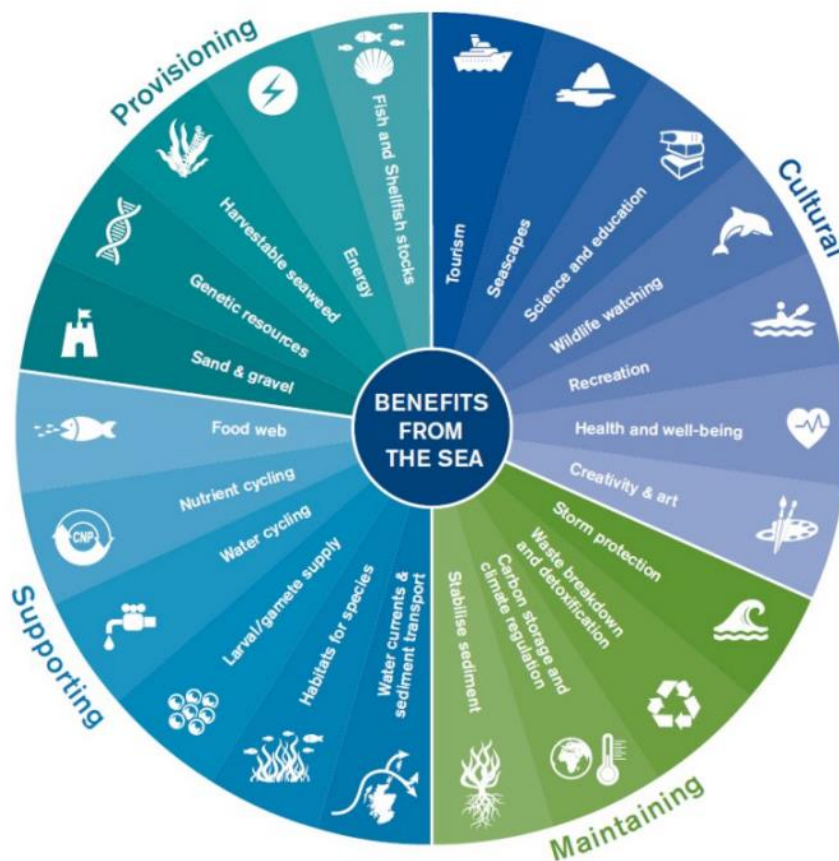 Provisioning
Fish and Shellfish stocks
Energy
Harvestable seaweed
Genetic resources
Sand & gravel
Cultural
Tourism
Seascapes
Science and education
Wildlife watching
Recreation
Health and well-being
Creativity & art
BENEFITS
FROM
THE SEA
Maintaining
Storm protection
Waste breakdown
and detoxification
Carbon storage and
climate regulation
Stabilise sediment
Supporting
Food web
Nutrient cycling
CNP
Water cycling
Larval/gamete supply
Habitats for species
Water currents &
sediment transport